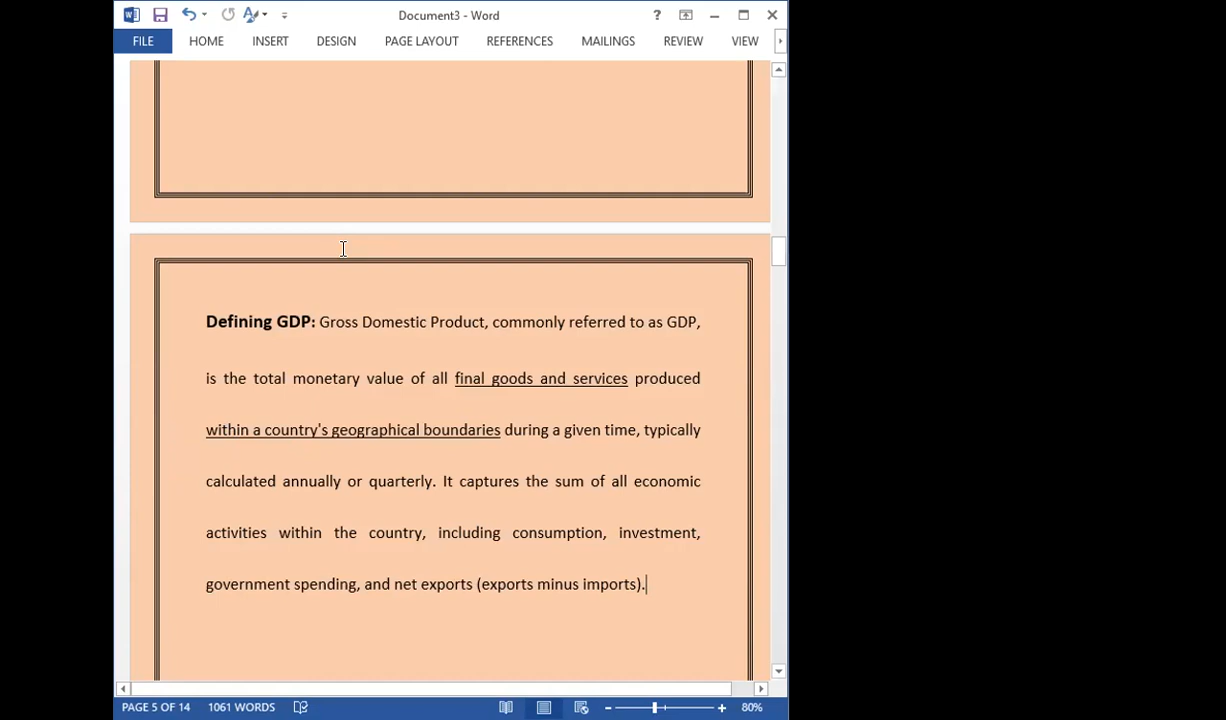 Document3 - Word
?
FILE HOME INSERT DESIGN PAGE LAYOUT REFERENCES MAILINGS REVIEW VIEW
Defining GDP: Gross Domestic Product, commonly referred to as GDP,
is the total monetary value of all final goods and services produced
within a country's geographical boundaries during a given time, typically
calculated annually or quarterly. It captures the sum of all economic
activities within the country, including consumption, investment,
government spending, and net exports (exports minus imports).
PAGE 5 OF 14 1061 WORDS 80%